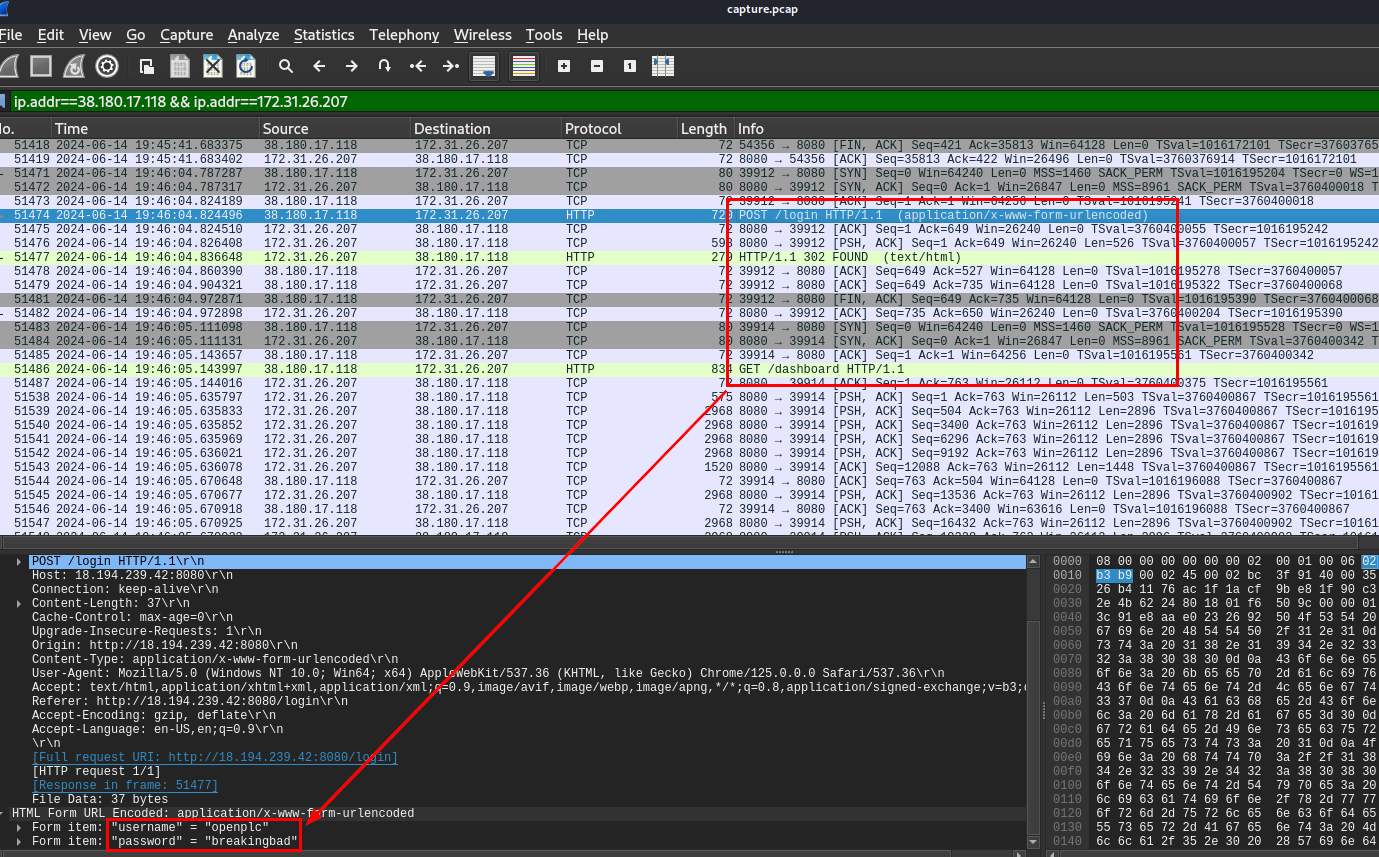 capture.pcap
File Edit View Go Capture Analyze Statistics Telephony Wireless Tools Help
ip.addr==38.180.17.118 && ip.addr==172.31.26.207
Time Source Destination Protocol Length Info
51418 2024-06-14 19:45:41.683375 38.180.17.118 172.31.26.207 TCP 72 54356 → 8080 [FIN, ACK] Seq=421 Ack=35813 Win=64128 Len=0 TSval=1016172101 TSecr=37603765
51419 2024-06-14 19:45:41.683402 172.31.26.207 38.180.17.118 TCP 72 8080 → 54356 [ACK] Seq=35813 Ack=422 Win=26496 Len=0 TSval=3760376914 TSecr=1016172101
51471 2024-06-14 19:46:04.787287 38.180.17.118 172.31.26.207 TCP 80 39912 → 8080 [SYN] Seq=0 Win=64240 Len=0 MSS=1460 SACK_PERM TSval=1016195204 TSecr=0 WS=1
51472 2024-06-14 19:46:04.787317 172.31.26.207 38.180.17.118 TCP 80 8080 → 39912 [SYN, ACK] Seq=0 Ack=1 Win=26847 Len=0 MSS=8961 SACK_PERM TSval=3760400018 T
51473 2024-06-14 19:46:04.824189 38.180.17.118 172.31.26.207 TCP 72 39912 → 8080 [ACK] Seq=1 Ack=1 Win=64256 Len=0 TSval=1016195241 TSecr=3760400018
51474 2024-06-14 19:46:04.824496 38.180.17.118 172.31.26.207 HTTP 720 POST /login HTTP/1.1 (application/x-www-form-urlencoded)
51475 2024-06-14 19:46:04.824510 172.31.26.207 38.180.17.118 TCP 72 8080 → 39912 [ACK] Seq=1 Ack=649 Win=26240 Len=0 TSval=3760400055 TSecr=1016195242
51476 2024-06-14 19:46:04.826408 172.31.26.207 38.180.17.118 TCP 598 8080 → 39912 [PSH, ACK] Seq=1 Ack=649 Win=26240 Len=526 TSval=3760400057 TSecr=1016195242
51477 2024-06-14 19:46:04.836648 172.31.26.207 38.180.17.118 HTTP 279 HTTP/1.1 302 FOUND (text/html)
51478 2024-06-14 19:46:04.860390 38.180.17.118 172.31.26.207 TCP 72 39912 → 8080 [ACK] Seq=649 Ack=527 Win=64128 Len=0 TSval=1016195278 TSecr=3760400057
51479 2024-06-14 19:46:04.904321 38.180.17.118 172.31.26.207 TCP 72 39912 → 8080 [ACK] Seq=649 Ack=735 Win=64128 Len=0 TSval=1016195322 TSecr=3760400068
51481 2024-06-14 19:46:04.972871 38.180.17.118 172.31.26.207 TCP 72 39912 → 8080 [FIN, ACK] Seq=649 Ack=735 Win=64128 Len=0 TSval=1016195390 TSecr=3760400068
51482 2024-06-14 19:46:04.972898 172.31.26.207 38.180.17.118 TCP 72 8080 → 39912 [ACK] Seq=735 Ack=650 Win=26240 Len=0 TSval=3760400204 TSecr=1016195390
51483 2024-06-14 19:46:05.111098 38.180.17.118 172.31.26.207 TCP 80 39914 → 8080 [SYN] Seq=0 Win=64240 Len=0 MSS=1460 SACK_PERM TSval=1016195528 TSecr=0 WS=1
51484 2024-06-14 19:46:05.111131 172.31.26.207 38.180.17.118 TCP 80 8080 → 39914 [SYN, ACK] Seq=0 Ack=1 Win=26847 Len=0 MSS=8961 SACK_PERM TSval=3760400342 T
51485 2024-06-14 19:46:05.143657 38.180.17.118 172.31.26.207 TCP 72 39914 → 8080 [ACK] Seq=1 Ack=1 Win=64256 Len=0 TSval=1016195561 TSecr=3760400342
51486 2024-06-14 19:46:05.143997 38.180.17.118 172.31.26.207 HTTP 834 GET /dashboard HTTP/1.1
51487 2024-06-14 19:46:05.144016 172.31.26.207 38.180.17.118 TCP 72 8080 → 39914 [ACK] Seq=1 Ack=763 Win=26112 Len=0 TSval=3760400375 TSecr=1016195561
51538 2024-06-14 19:46:05.635797 172.31.26.207 38.180.17.118 TCP 575 8080 → 39914 [PSH, ACK] Seq=1 Ack=763 Win=26112 Len=503 TSval=3760400867 TSecr=1016195561
51539 2024-06-14 19:46:05.635833 172.31.26.207 38.180.17.118 TCP 2968 8080 → 39914 [PSH, ACK] Seq=504 Ack=763 Win=26112 Len=2896 TSval=3760400867 TSecr=1016195
51540 2024-06-14 19:46:05.635852 172.31.26.207 38.180.17.118 TCP 2968 8080 → 39914 [PSH, ACK] Seq=3400 Ack=763 Win=26112 Len=2896 TSval=3760400867 TSecr=101619
51541 2024-06-14 19:46:05.635969 172.31.26.207 38.180.17.118 TCP 2968 8080 → 39914 [PSH, ACK] Seq=6296 Ack=763 Win=26112 Len=2896 TSval=3760400867 TSecr=101619
51542 2024-06-14 19:46:05.636021 172.31.26.207 38.180.17.118 TCP 2968 8080 → 39914 [PSH, ACK] Seq=9192 Ack=763 Win=26112 Len=2896 TSval=3760400867 TSecr=101619
51543 2024-06-14 19:46:05.636078 172.31.26.207 38.180.17.118 TCP 1520 8080 → 39914 [ACK] Seq=12088 Ack=763 Win=26112 Len=1448 TSval=3760400867 TSecr=1016195561
51544 2024-06-14 19:46:05.670648 38.180.17.118 172.31.26.207 TCP 72 39914 → 8080 [ACK] Seq=763 Ack=504 Win=64128 Len=0 TSval=1016196088 TSecr=3760400867
51545 2024-06-14 19:46:05.670677 172.31.26.207 38.180.17.118 TCP 2968 8080 → 39914 [PSH, ACK] Seq=13536 Ack=763 Win=26112 Len=2896 TSval=3760400902 TSecr=10161
51546 2024-06-14 19:46:05.670918 38.180.17.118 172.31.26.207 TCP 72 39914 → 8080 [ACK] Seq=763 Ack=3400 Win=63616 Len=0 TSval=1016196088 TSecr=3760400867
51547 2024-06-14 19:46:05.670925 172.31.26.207 38.180.17.118 TCP 2968 8080 → 39914 [PSH, ACK] Seq=16432 Ack=763 Win=26112 Len=2896 TSval=3760400902 TSecr=10161
POST /login HTTP/1.1\r\n
Host: 18.194.239.42:8080\r\n
Connection: keep-alive\r\n
Content-Length: 37\r\n
Cache-Control: max-age=0\r\n
Upgrade-Insecure-Requests: 1\r\n
Origin: http://18.194.239.42:8080\r\n
Content-Type: application/x-www-form-urlencoded\r\n
User-Agent: Mozilla/5.0 (Windows NT 10.0; Win64; x64) AppleWebKit/537.36 (KHTML, like Gecko) Chrome/125.0.0.0 Safari/537.36\r\n
Accept: text/html,application/xhtml+xml,application/xml;q=0.9,image/avif,image/webp,image/apng,*/*;q=0.8,application/signed-exchange;v=b3;
Referer: http://18.194.239.42:8080/login\r\n
Accept-Encoding: gzip, deflate\r\n
Accept-Language: en-US,en;q=0.9\r\n
\r\n
[Full request URI: http://18.194.239.42:8080/login]
[HTTP request 1/1]
[Response in frame: 51477]
File Data: 37 bytes
HTML Form URL Encoded: application/x-www-form-urlencoded
Form item: "username" = "openplc"
Form item: "password" = "breakingbad"
0000 08 00 00 00 00 00 00 02 00 01 00 06 02
0010 b3 b9 00 02 45 00 02 bc 3f 91 40 00 35
0020 26 b4 11 76 ac 1f 1a cf 9b e8 1f 90 c3
0030 2e 4b 62 24 80 18 01 f6 50 9c 00 00 01
0040 3c 91 e8 aa e0 23 26 92 50 4f 53 54 20
0050 67 69 6e 20 48 54 54 50 2f 31 2e 31 0d
0060 73 74 3a 20 31 38 2e 31 39 34 2e 32 33
0070 32 3a 38 30 38 30 0d 0a 43 6f 6e 6e 65
0080 6f 6e 3a 20 6b 65 65 70 2d 61 6c 69 76
0090 43 6f 6e 74 65 6e 74 2d 4c 65 6e 67 74
00a0 33 37 0d 0a 43 61 63 68 65 2d 43 6f 6e
00b0 6c 3a 20 6d 61 78 2d 61 67 65 3d 30 0d
00c0 67 72 61 64 65 2d 49 6e 73 65 63 75 72
00d0 65 71 75 65 73 74 73 3a 20 31 0d 0a 4f
00e0 69 6e 3a 20 68 74 74 70 3a 2f 2f 31 38
00f0 34 2e 32 33 39 2e 34 32 3a 38 30 38 30
0100 6f 6e 74 65 6e 74 2d 54 79 70 65 3a 20
0110 6c 69 63 61 74 69 6f 6e 2f 78 2d 77 77
0120 6f 72 6d 2d 75 72 6c 65 6e 63 6f 64 65
0130 55 73 65 72 2d 41 67 65 6e 74 3a 20 4d
0140 6c 6c 61 2f 35 2e 30 20 28 57 69 6e 64